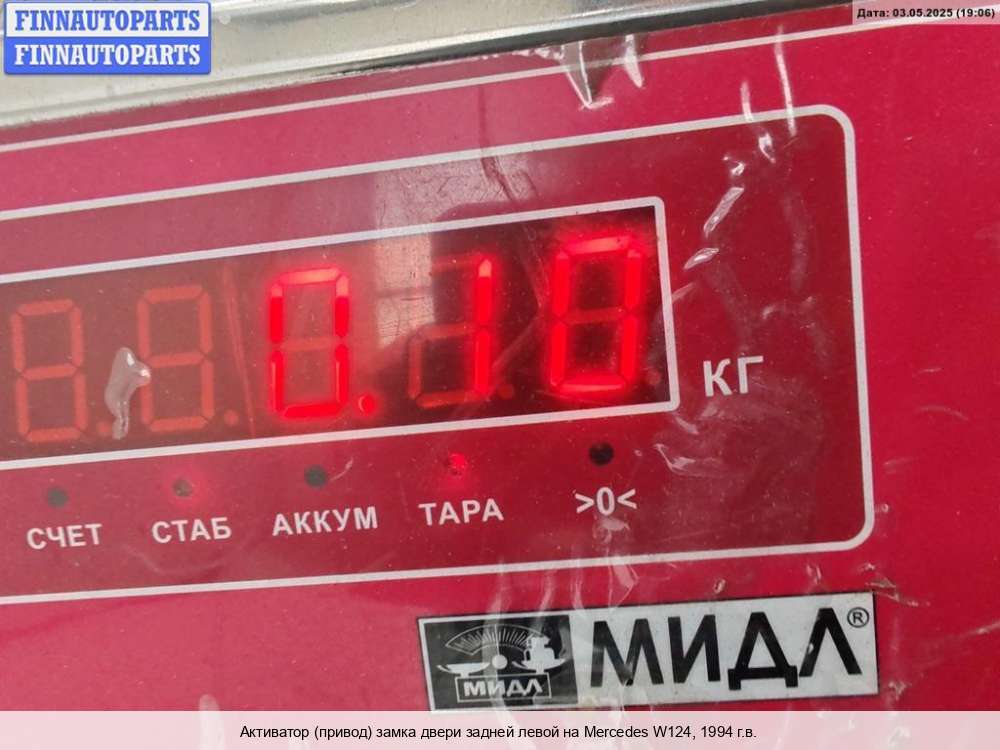 FINNAUTOPARTS
FINNAUTOPARTS
Дата: 03.05.2025 (19:06)
0.10
КГ
СЧЕТ СТАБ АККУМ ТАРА >0<
МИДЛ МИДЛ®
Активатор (привод) замка двери задней левой на Mercedes W124, 1994 г.в.